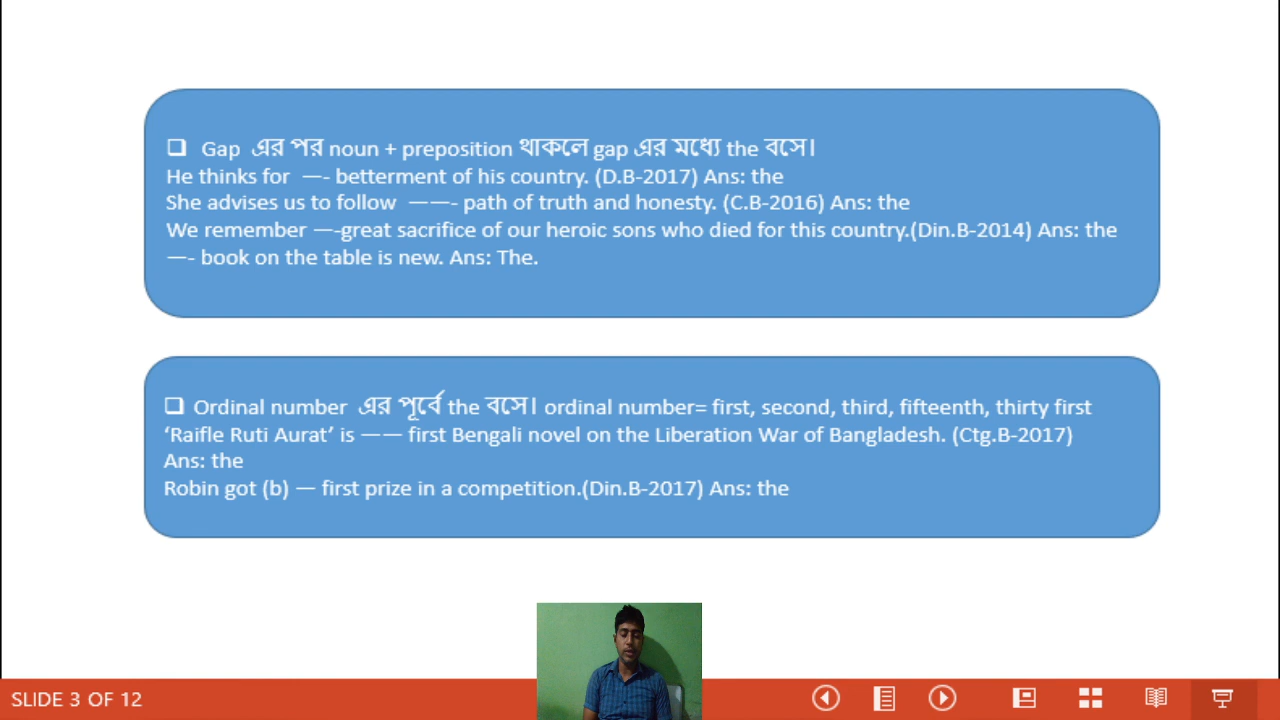 ❑ Gap এর পর noun + preposition থাকলে gap এর মধ্যে the বসে।
He thinks for —- betterment of his country. (D.B-2017) Ans: the
She advises us to follow ——- path of truth and honesty. (C.B-2016) Ans: the
We remember —-great sacrifice of our heroic sons who died for this country.(Din.B-2014) Ans: the
—- book on the table is new. Ans: The.
❑ Ordinal number এর পূর্বে the বসে। ordinal number= first, second, third, fifteenth, thirty first
‘Raifle Ruti Aurat’ is —— first Bengali novel on the Liberation War of Bangladesh. (Ctg.B-2017)
Ans: the
Robin got (b) — first prize in a competition.(Din.B-2017) Ans: the
SLIDE 3 OF 12